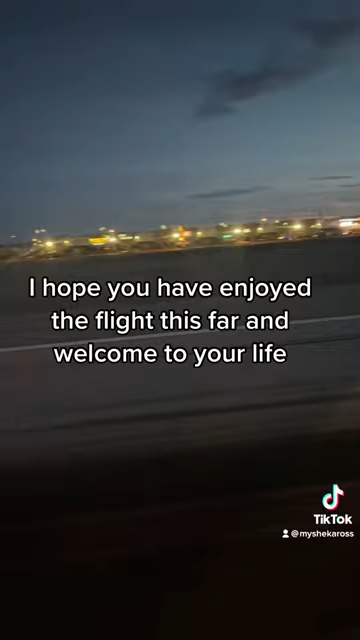 I hope you have enjoyed
the flight this far and
welcome to your life
TikTok
@myshekaross